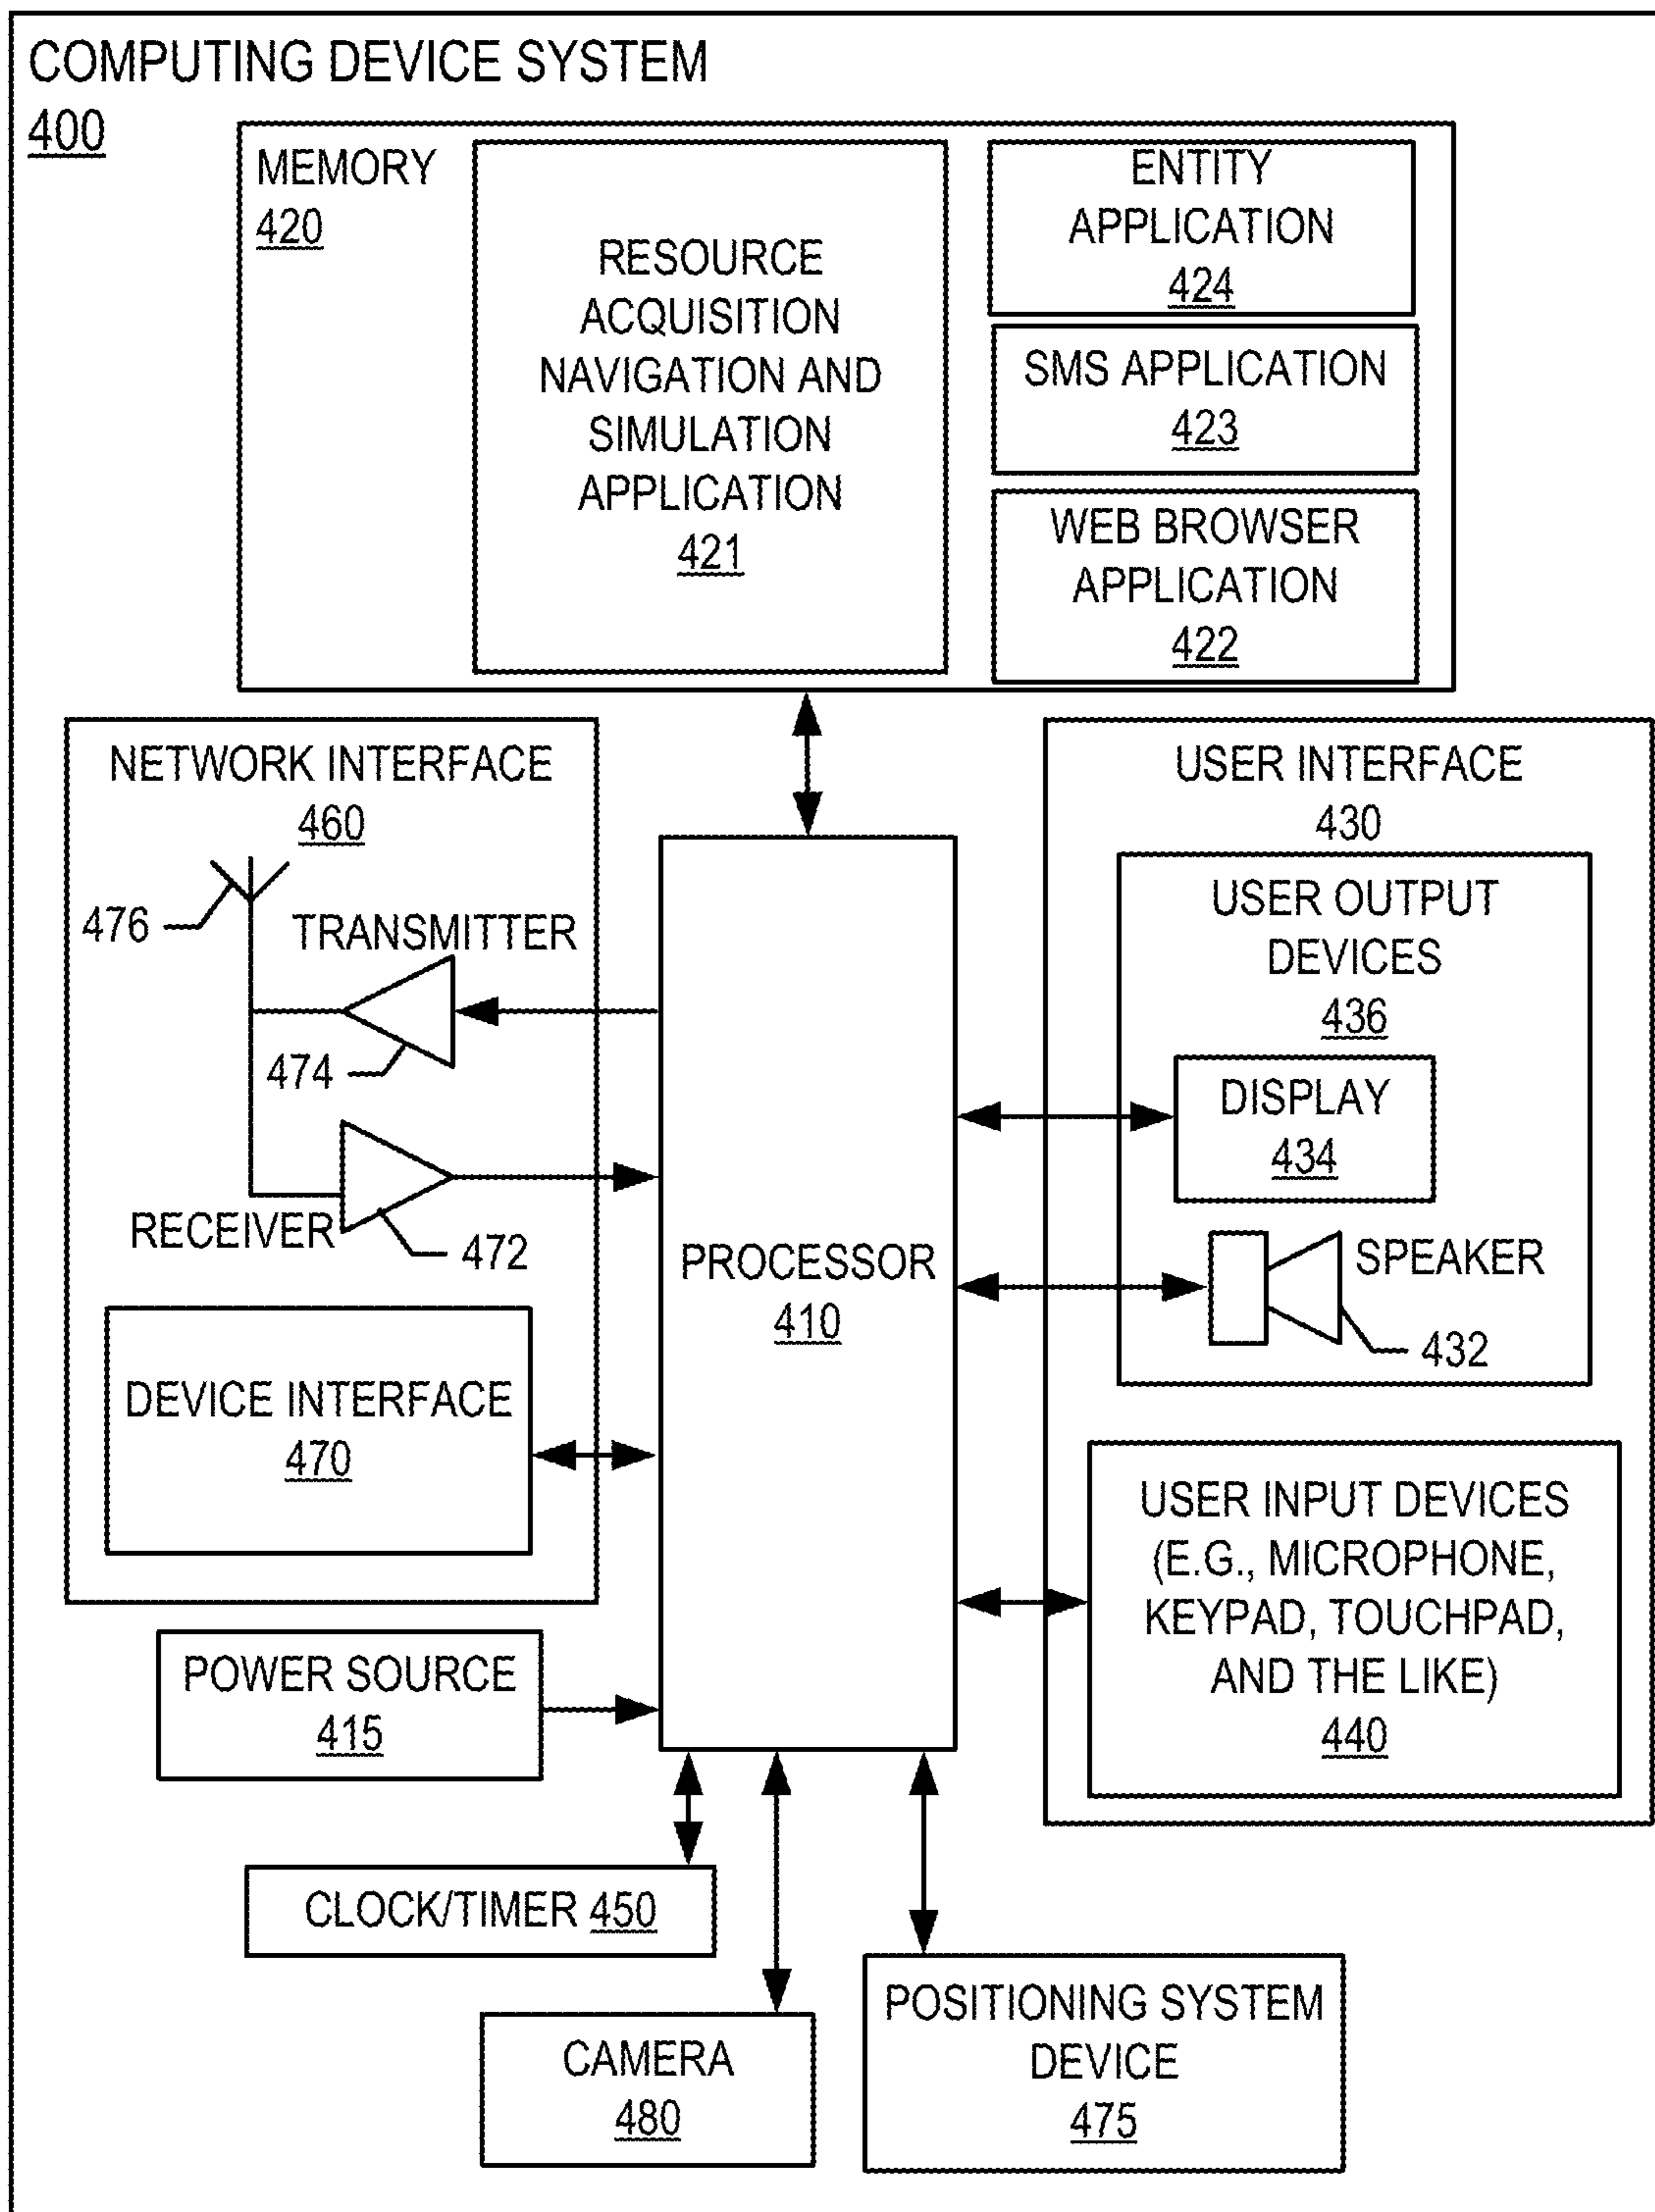 COMPUTING DEVICE SYSTEM
400
MEMORY
420
RESOURCE
ACQUISITION
NAVIGATION AND
SIMULATION
APPLICATION
421
ENTITY
APPLICATION
424
SMS APPLICATION
423
WEB BROWSER
APPLICATION
422
NETWORK INTERFACE
460
476
TRANSMITTER
474
RECEIVER
472
DEVICE INTERFACE
470
PROCESSOR
410
USER INTERFACE
430
USER OUTPUT
DEVICES
436
DISPLAY
434
SPEAKER
432
USER INPUT DEVICES
(E.G., MICROPHONE,
KEYPAD, TOUCHPAD,
AND THE LIKE)
440
POWER SOURCE
415
CLOCK/TIMER 450
CAMERA
480
POSITIONING SYSTEM
DEVICE
475